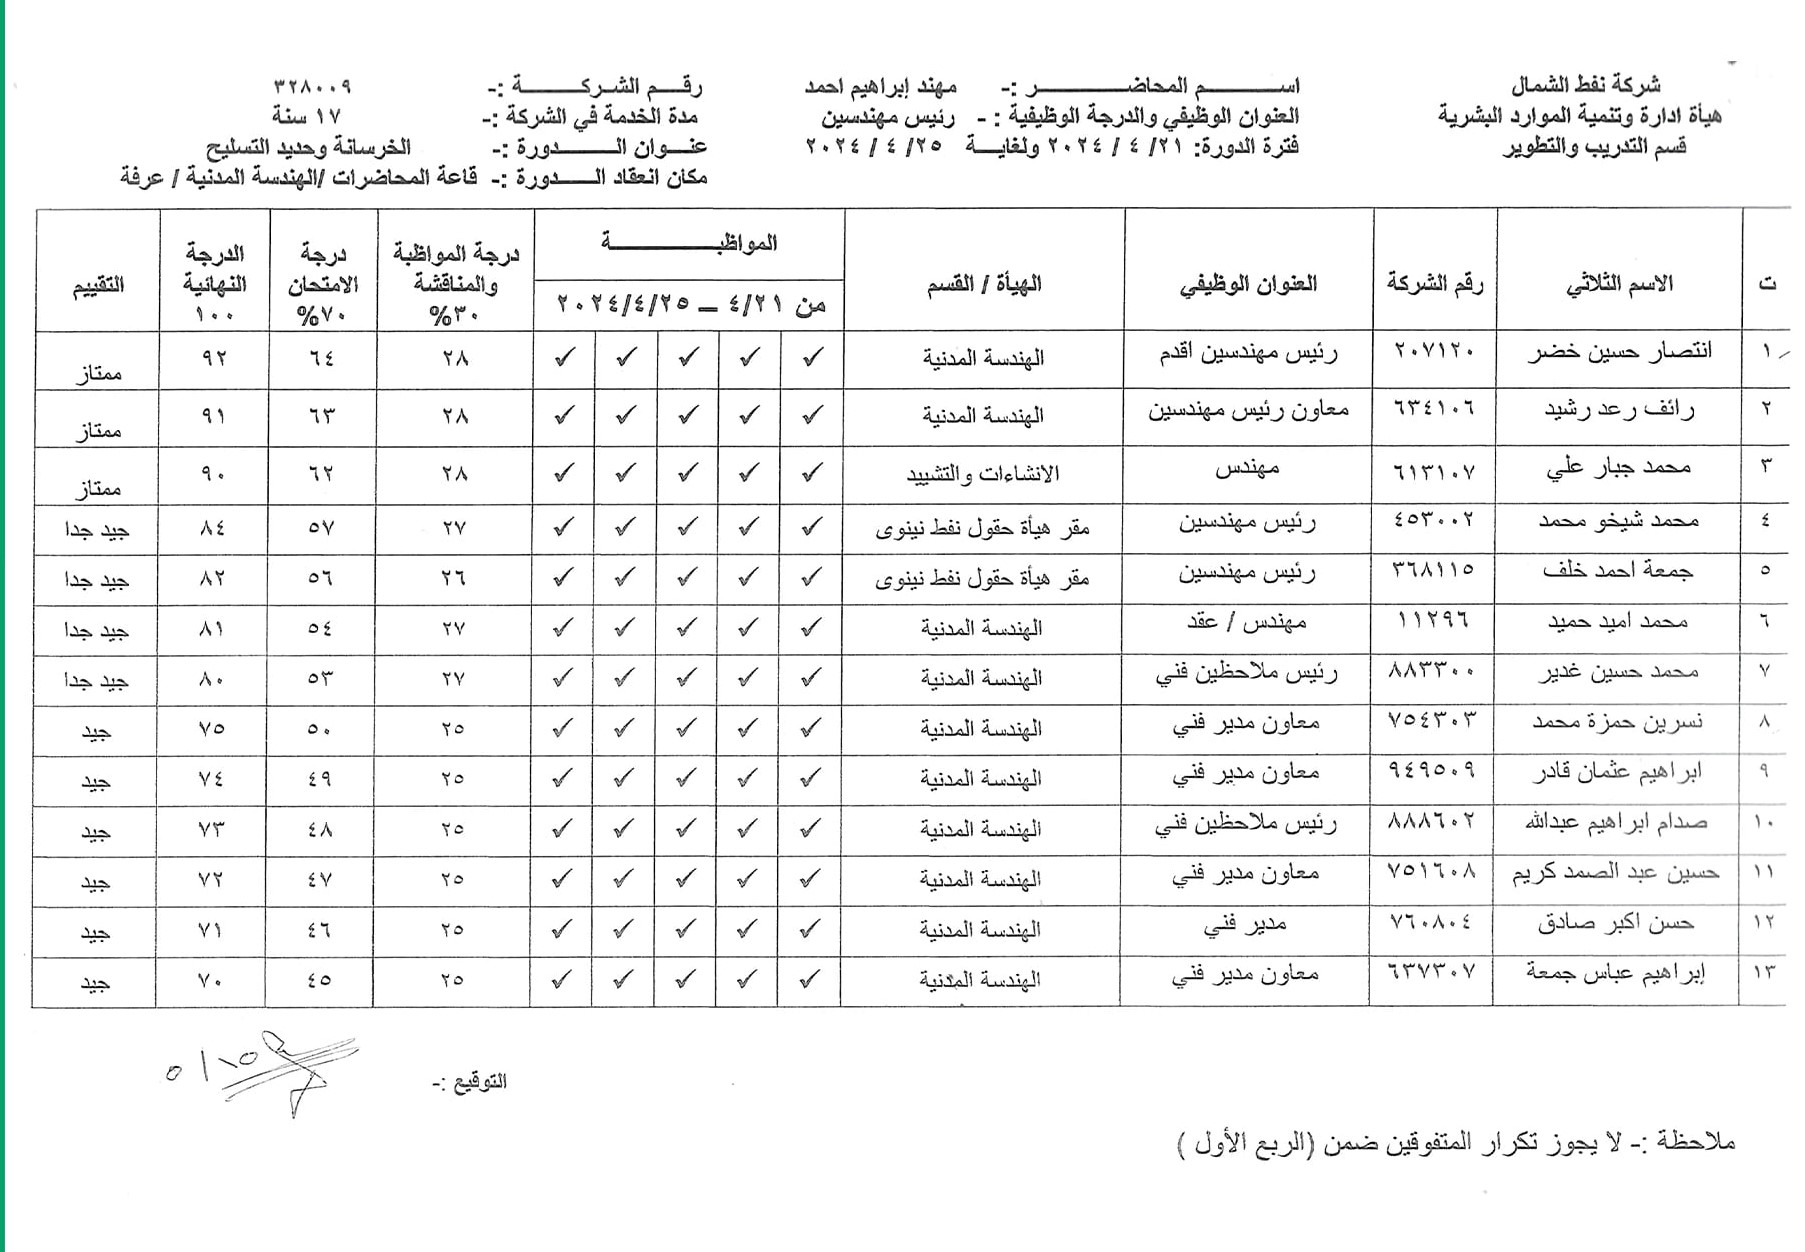 شركة نفط الشمال
هيأة ادارة وتنمية الموارد البشرية
قسم التدريب والتطوير
اســـم المحاضـــــر :- مهند إبراهيم احمد
العنوان الوظيفي والدرجة الوظيفية : - رئيس مهندسين
فترة الدورة: ٢١/ ٤ / ٢٠٢٤ ولغايـــة ٢٥/ ٤ / ٢٠٢٤
رقــم الشركـــــة :- ٣٢٨٠٠٩
مدة الخدمة في الشركة :- ١٧ سنة
عنـــوان الــــــدورة :- الخرسانة وحديد التسليح
مكان انعقاد الــــدورة :- قاعة المحاضرات /الهندسة المدنية / عرفة
ت الاسم الثلاثي رقم الشركة العنوان الوظيفي الهيأة / القسم المواظبـــــــة من ٤/٢١ ــ ٢٠٢٤/٤/٢٥ درجة المواظبة والمناقشة ٣٠% درجة الامتحان ٧٠% الدرجة النهائية ١٠٠ التقييم
١ انتصار حسين خضر ٢٠٧١٢٠ رئيس مهندسين اقدم الهندسة المدنية ✓ ✓ ✓ ✓ ✓ ٢٨ ٦٤ ٩٢ ممتاز
٢ رائف رعد رشيد ٦٣٤١٠٦ معاون رئيس مهندسين الهندسة المدنية ✓ ✓ ✓ ✓ ✓ ٢٨ ٦٣ ٩١ ممتاز
٣ محمد جبار علي ٦١٣١٠٧ مهندس الانشاءات والتشييد ✓ ✓ ✓ ✓ ✓ ٢٨ ٦٢ ٩٠ ممتاز
٤ محمد شيخو محمد ٤٥٣٠٠٢ رئيس مهندسين مقر هيأة حقول نفط نينوى ✓ ✓ ✓ ✓ ✓ ٢٧ ٥٧ ٨٤ جيد جدا
٥ جمعة احمد خلف ٣٦٨١١٥ رئيس مهندسين مقر هيأة حقول نفط نينوى ✓ ✓ ✓ ✓ ✓ ٢٦ ٥٦ ٨٢ جيد جدا
٦ محمد اميد حميد ١١٢٩٦ مهندس / عقد الهندسة المدنية ✓ ✓ ✓ ✓ ✓ ٢٧ ٥٤ ٨١ جيد جدا
٧ محمد حسين غدير ٨٨٣٣٠٠ رئيس ملاحظين فني الهندسة المدنية ✓ ✓ ✓ ✓ ✓ ٢٧ ٥٣ ٨٠ جيد جدا
٨ نسرين حمزة محمد ٧٥٤٣٠٣ معاون مدير فني الهندسة المدنية ✓ ✓ ✓ ✓ ✓ ٢٥ ٥٠ ٧٥ جيد
٩ ابراهيم عثمان قادر ٩٤٩٥٠٩ معاون مدير فني الهندسة المدنية ✓ ✓ ✓ ✓ ✓ ٢٥ ٤٩ ٧٤ جيد
١٠ صدام ابراهيم عبدالله ٨٨٨٦٠٢ رئيس ملاحظين فني الهندسة المدنية ✓ ✓ ✓ ✓ ✓ ٢٥ ٤٨ ٧٣ جيد
١١ حسين عبد الصمد كريم ٧٥١٦٠٨ معاون مدير فني الهندسة المدنية ✓ ✓ ✓ ✓ ✓ ٢٥ ٤٧ ٧٢ جيد
١٢ حسن اكبر صادق ٧٦٠٨٠٤ مدير فني الهندسة المدنية ✓ ✓ ✓ ✓ ✓ ٢٥ ٤٦ ٧١ جيد
١٣ إبراهيم عباس جمعة ٦٣٧٣٠٧ معاون مدير فني الهندسة المدنية ✓ ✓ ✓ ✓ ✓ ٢٥ ٤٥ ٧٠ جيد
التوقيع :-
ملاحظة :- لا يجوز تكرار المتفوقين ضمن (الربع الأول )